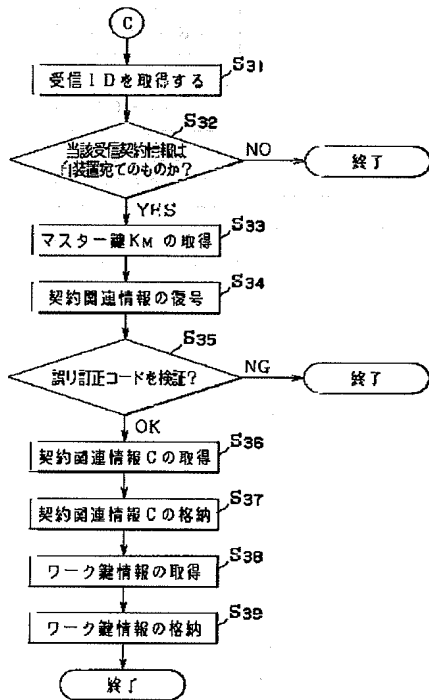 C
S31
受信IDを取得する
S32
当該受信契約情報は
自装置宛てのものか?
NO
終了
YES
S33
マスター鍵KMの取得
S34
契約関連情報の復号
S35
誤り訂正コードを検証?
NG
終了
OK
S36
契約関連情報Cの取得
S37
契約関連情報Cの格納
S38
ワーク鍵情報の取得
S39
ワーク鍵情報の格納
終了